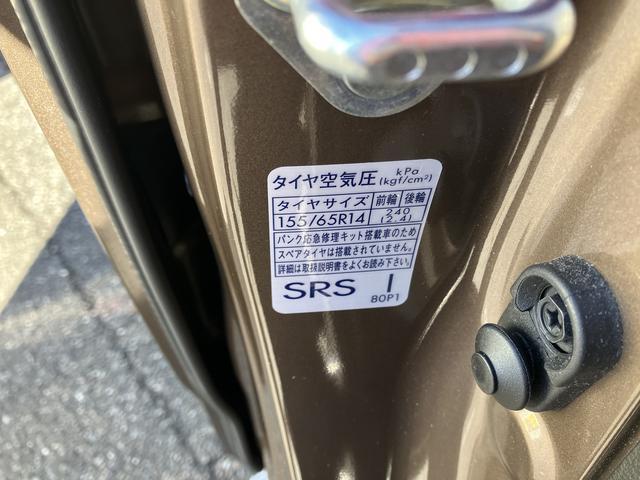 タイヤ空気圧 kPa (kgf/cm²)
タイヤサイズ 前輪 後輪
155/65R14 240 (2.4)
パンク応急修理キット搭載車のため
スペアタイヤは搭載されていません。
詳細は取扱説明書をよくお読み下さい。
SRS I 80P1